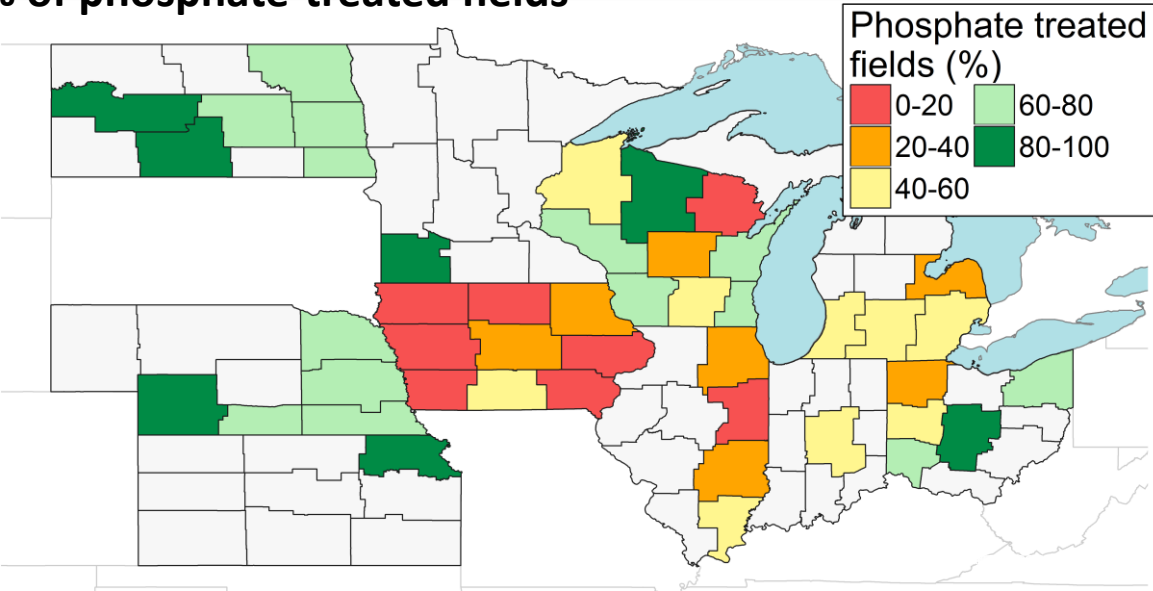 % of phosphate-treated fields
Phosphate treated
fields (%)
0-20
60-80
20-40
80-100
40-60